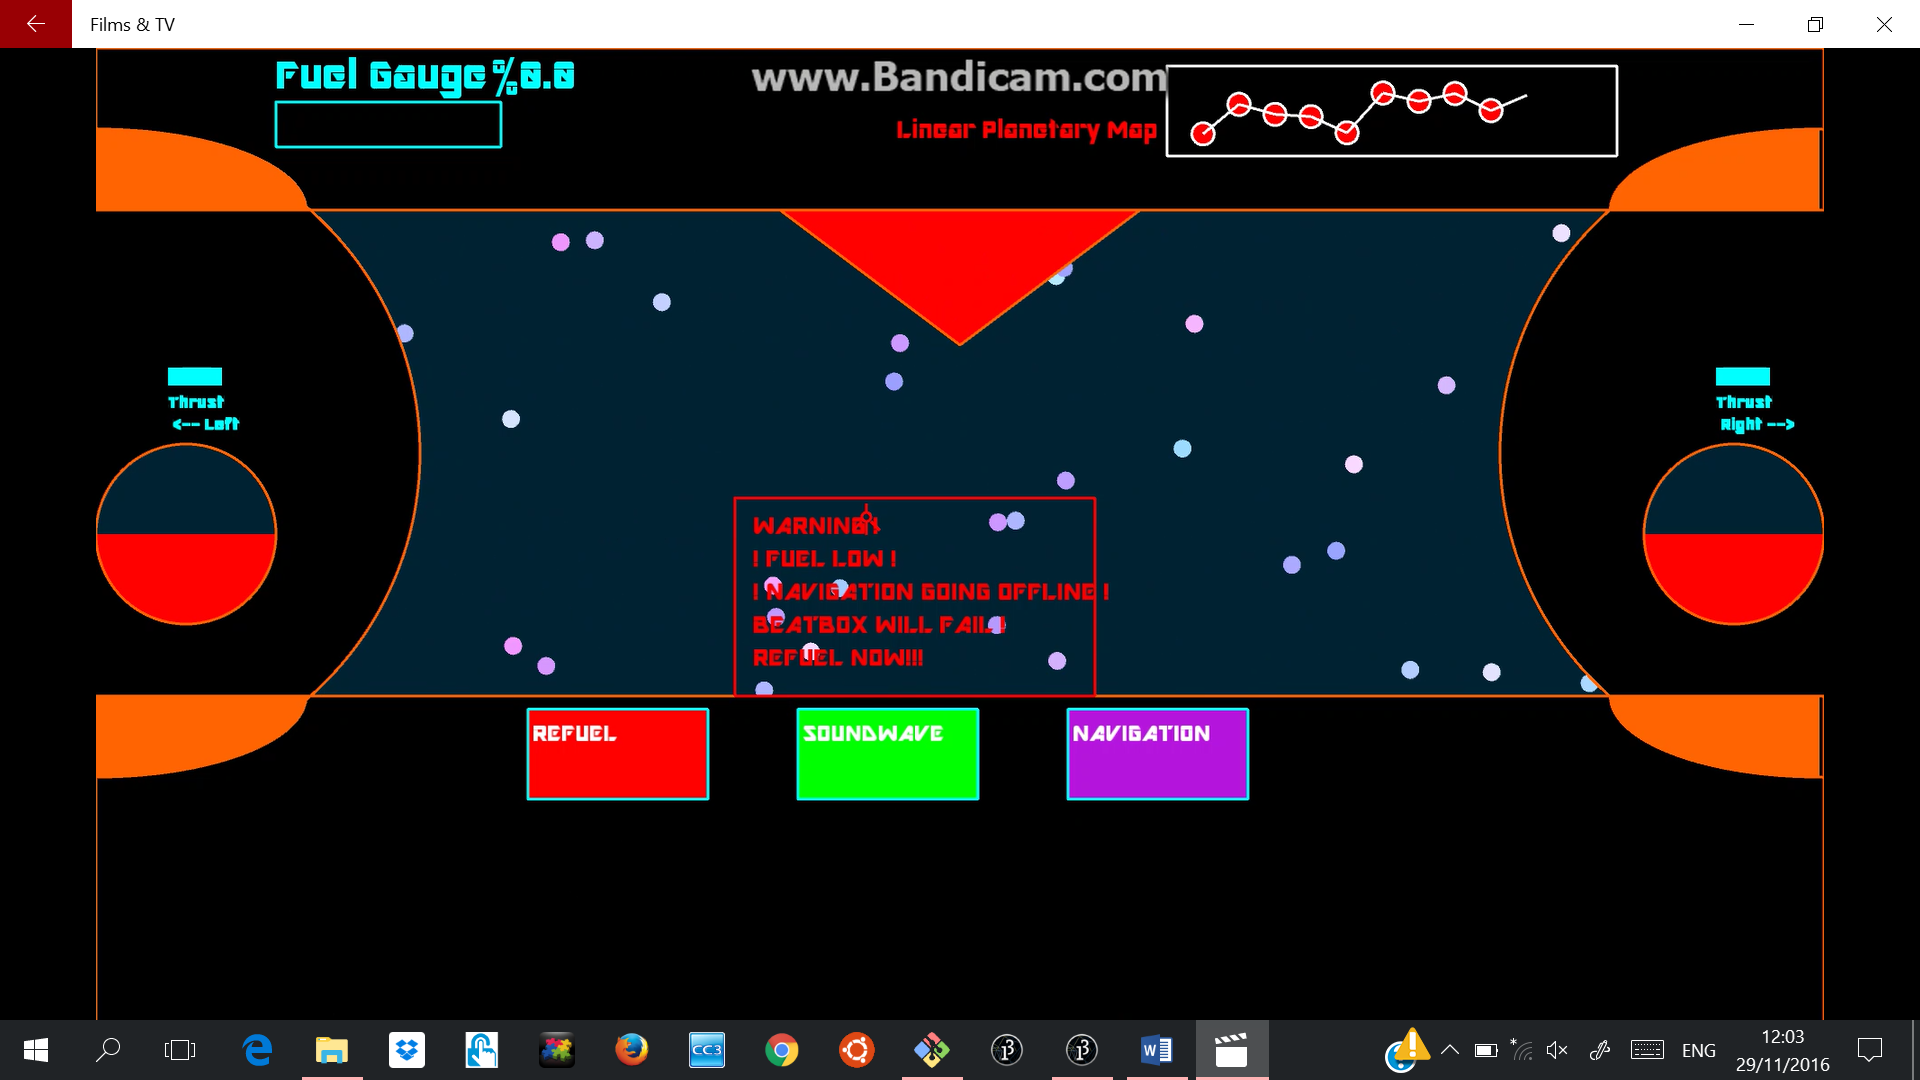 Films & TV
Fuel Gauge %0.0
www.Bandicam.com
Linear Planetary Map
Thrust
<-- Left
Thrust
Right -->
WARNING !
! FUEL LOW !
! NAVIGATION GOING OFFLINE !
BEATBOX WILL FAIL!
REFUEL NOW!!!
REFUEL
SOUNDWAVE
NAVIGATION
CC3
ENG
12:03
29/11/2016